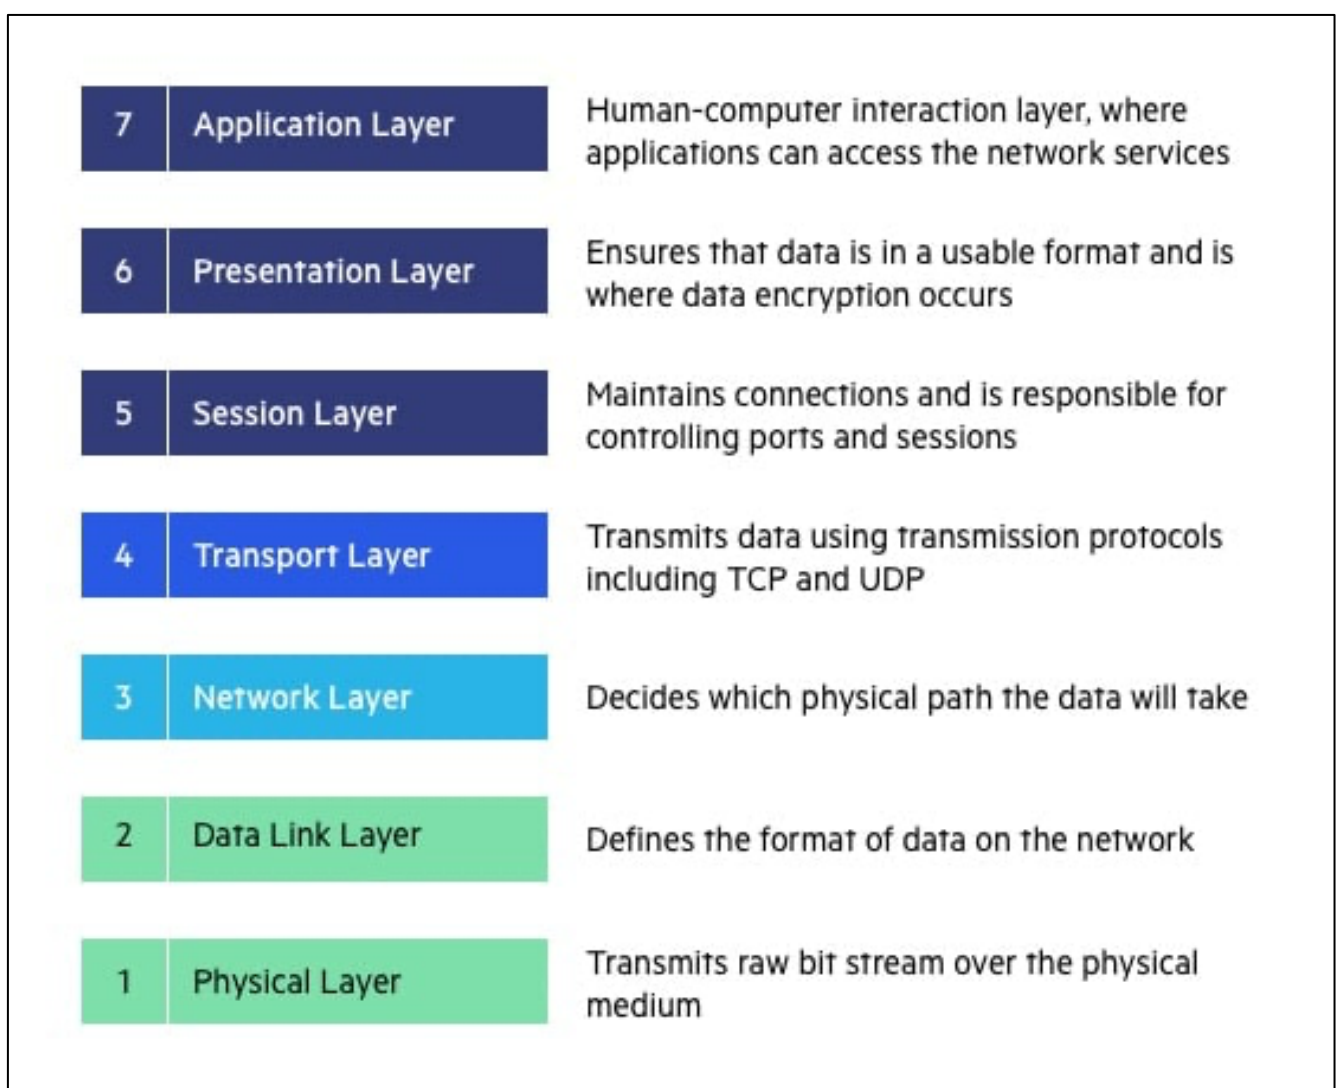 7 Application Layer
Human-computer interaction layer, where
applications can access the network services
6 Presentation Layer
Ensures that data is in a usable format and is
where data encryption occurs
5 Session Layer
Maintains connections and is responsible for
controlling ports and sessions
4 Transport Layer
Transmits data using transmission protocols
including TCP and UDP
3 Network Layer
Decides which physical path the data will take
2 Data Link Layer
Defines the format of data on the network
1 Physical Layer
Transmits raw bit stream over the physical
medium